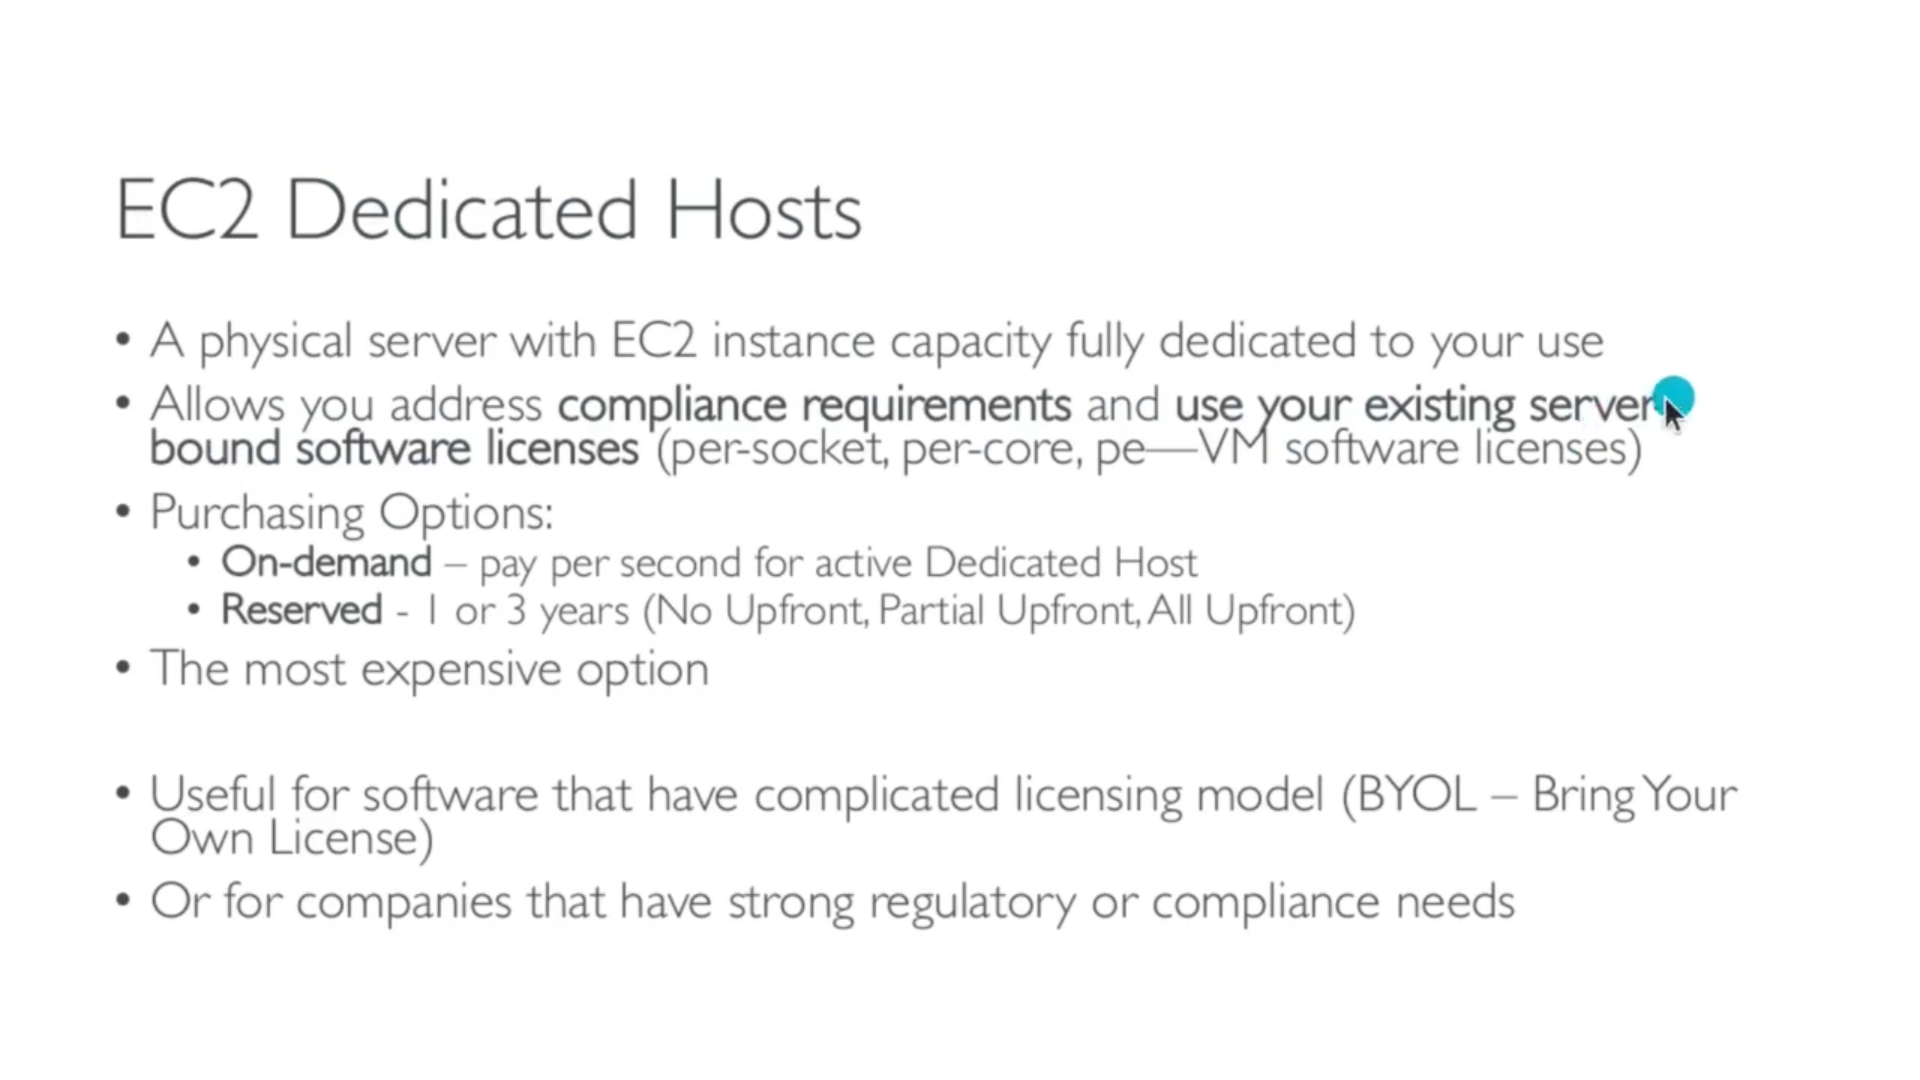 EC2 Dedicated Hosts
• A physical server with EC2 instance capacity fully dedicated to your use
• Allows you address compliance requirements and use your existing server
bound software licenses (per-socket, per-core, pe—VM software licenses)
• Purchasing Options:
• On-demand – pay per second for active Dedicated Host
• Reserved - 1 or 3 years (No Upfront, Partial Upfront, All Upfront)
• The most expensive option
• Useful for software that have complicated licensing model (BYOL – Bring Your
Own License)
• Or for companies that have strong regulatory or compliance needs